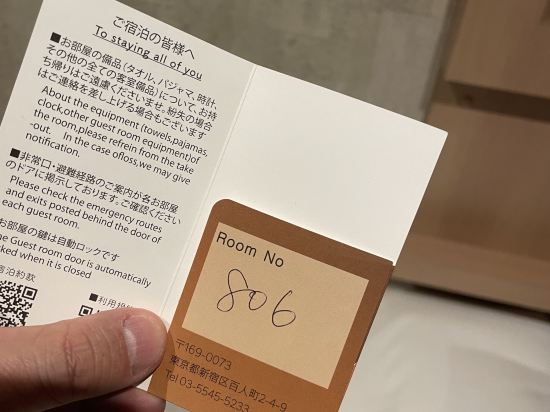 ご宿泊の皆様へ
To staying all of you
■お部屋の備品(タオル、パジャマ、時計、
その他の全ての客室備品)について、お持
ち帰りはご遠慮くださいませ。紛失の場合
はご連絡を差し上げる場合もございます
About the equipment (towels,pajamas,
clock,other guest room equipment)of
the room,please refrein from the take
-out. In the case ofloss,we may give
notification.
■非常口・避難経路のご案内が各お部屋
のドアに掲示しております。ご確認ください
Please check the emergency routes
and exits posted behind the door of
each guest room.
お部屋の鍵は自動ロックです
Guest room door is automatically
when it is closed
宿泊約款
■利用規
Room No
806
〒169-0073
東京都新宿区百人町2-4-9
Tel 03-5545-5233